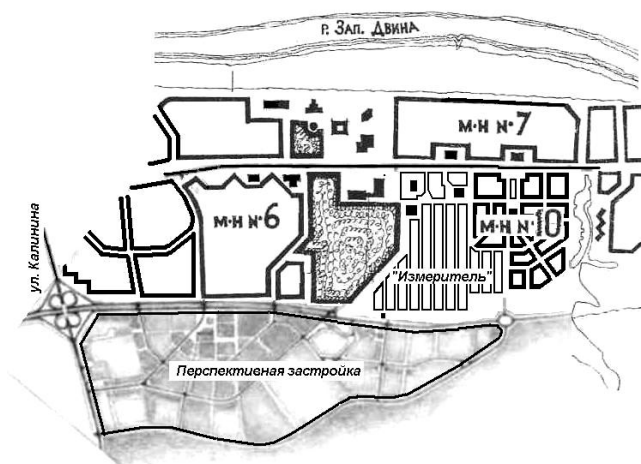 р. Зап. Двина
м-н №7
м-н №6
м-н №10
ул. Калинина
"Измеритель"
Перспективная застройка